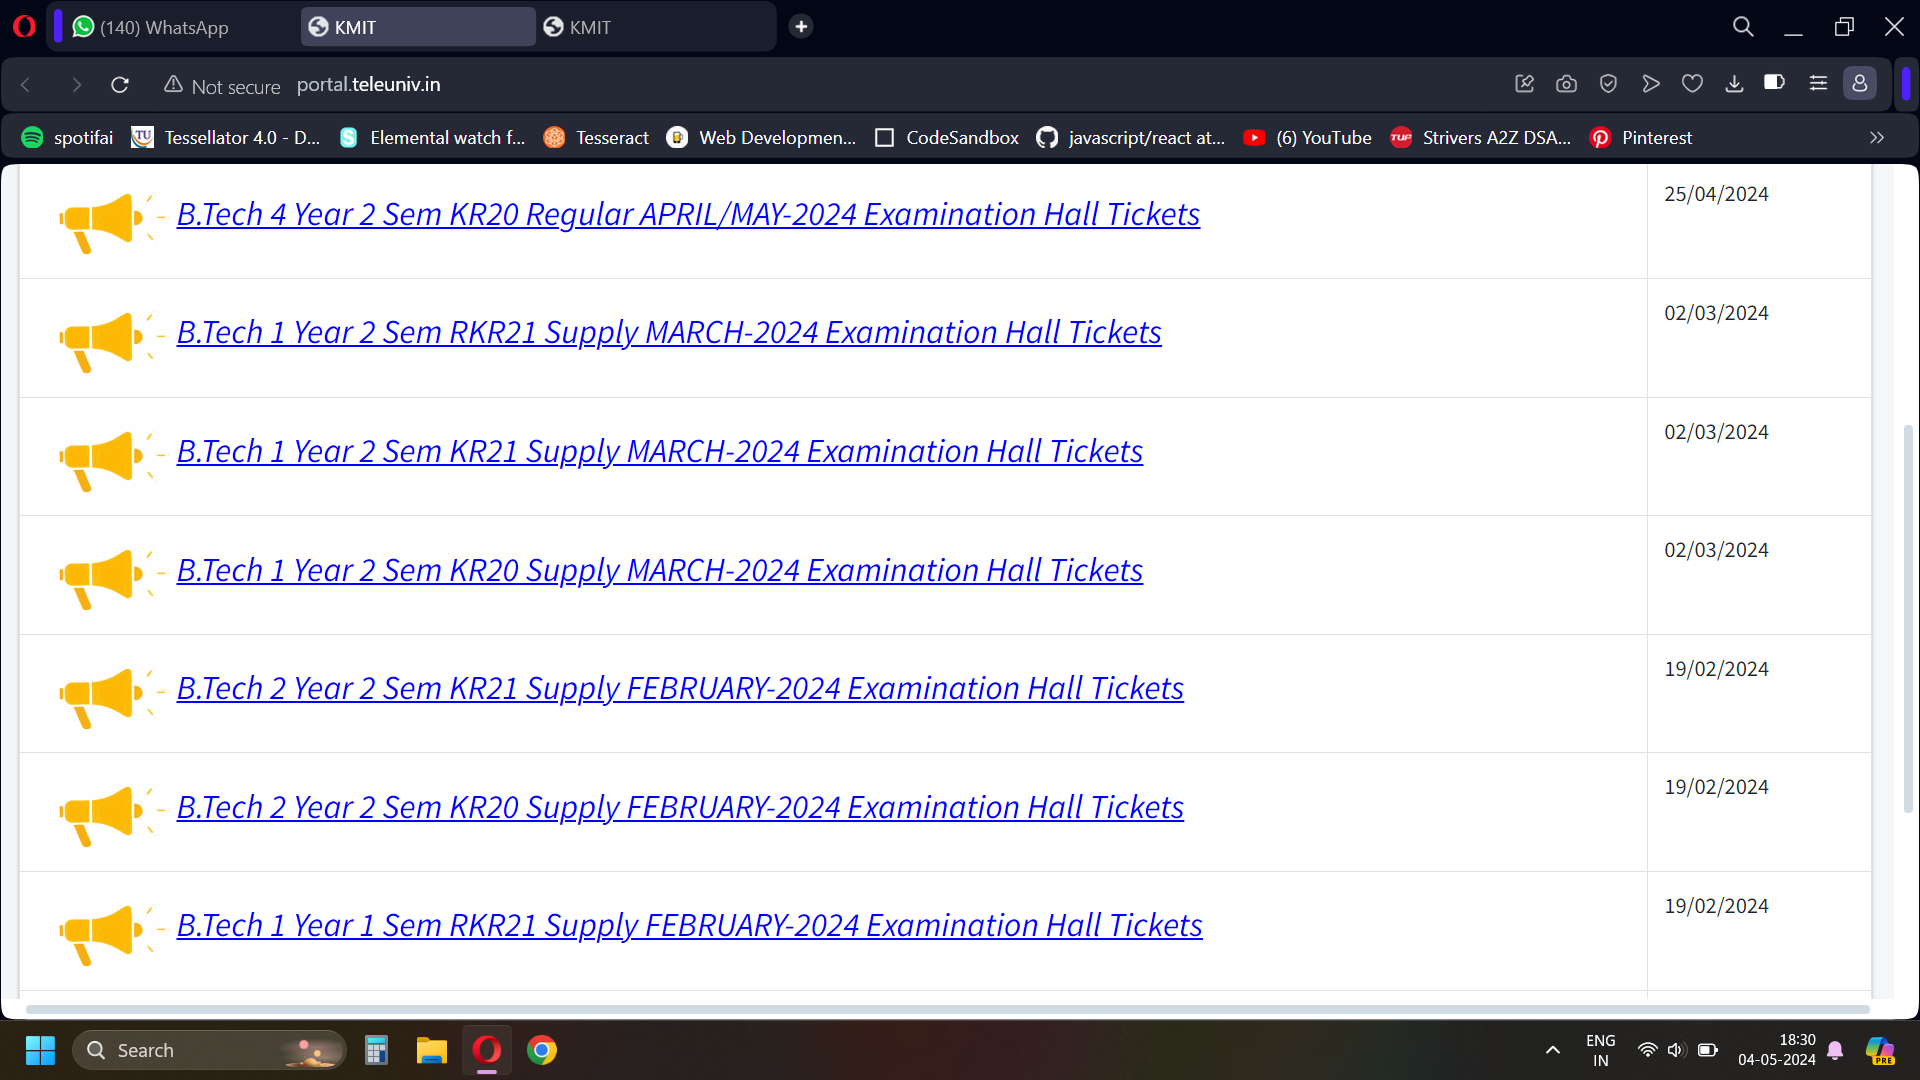 (140) WhatsApp
KMIT
KMIT
Not secure
portal.teleuniv.in
spotifai
TU
Tessellator 4.0 - D...
Elemental watch f...
Tesseract
Web Developmen...
CodeSandbox
javascript/react at...
(6) YouTube
TUF
Strivers A2Z DSA...
Pinterest
B.Tech 4 Year 2 Sem KR20 Regular APRIL/MAY-2024 Examination Hall Tickets
25/04/2024
B.Tech 1 Year 2 Sem RKR21 Supply MARCH-2024 Examination Hall Tickets
02/03/2024
B.Tech 1 Year 2 Sem KR21 Supply MARCH-2024 Examination Hall Tickets
02/03/2024
B.Tech 1 Year 2 Sem KR20 Supply MARCH-2024 Examination Hall Tickets
02/03/2024
B.Tech 2 Year 2 Sem KR21 Supply FEBRUARY-2024 Examination Hall Tickets
19/02/2024
B.Tech 2 Year 2 Sem KR20 Supply FEBRUARY-2024 Examination Hall Tickets
19/02/2024
B.Tech 1 Year 1 Sem RKR21 Supply FEBRUARY-2024 Examination Hall Tickets
19/02/2024
Search
ENG
IN
18:30
04-05-2024
PRE